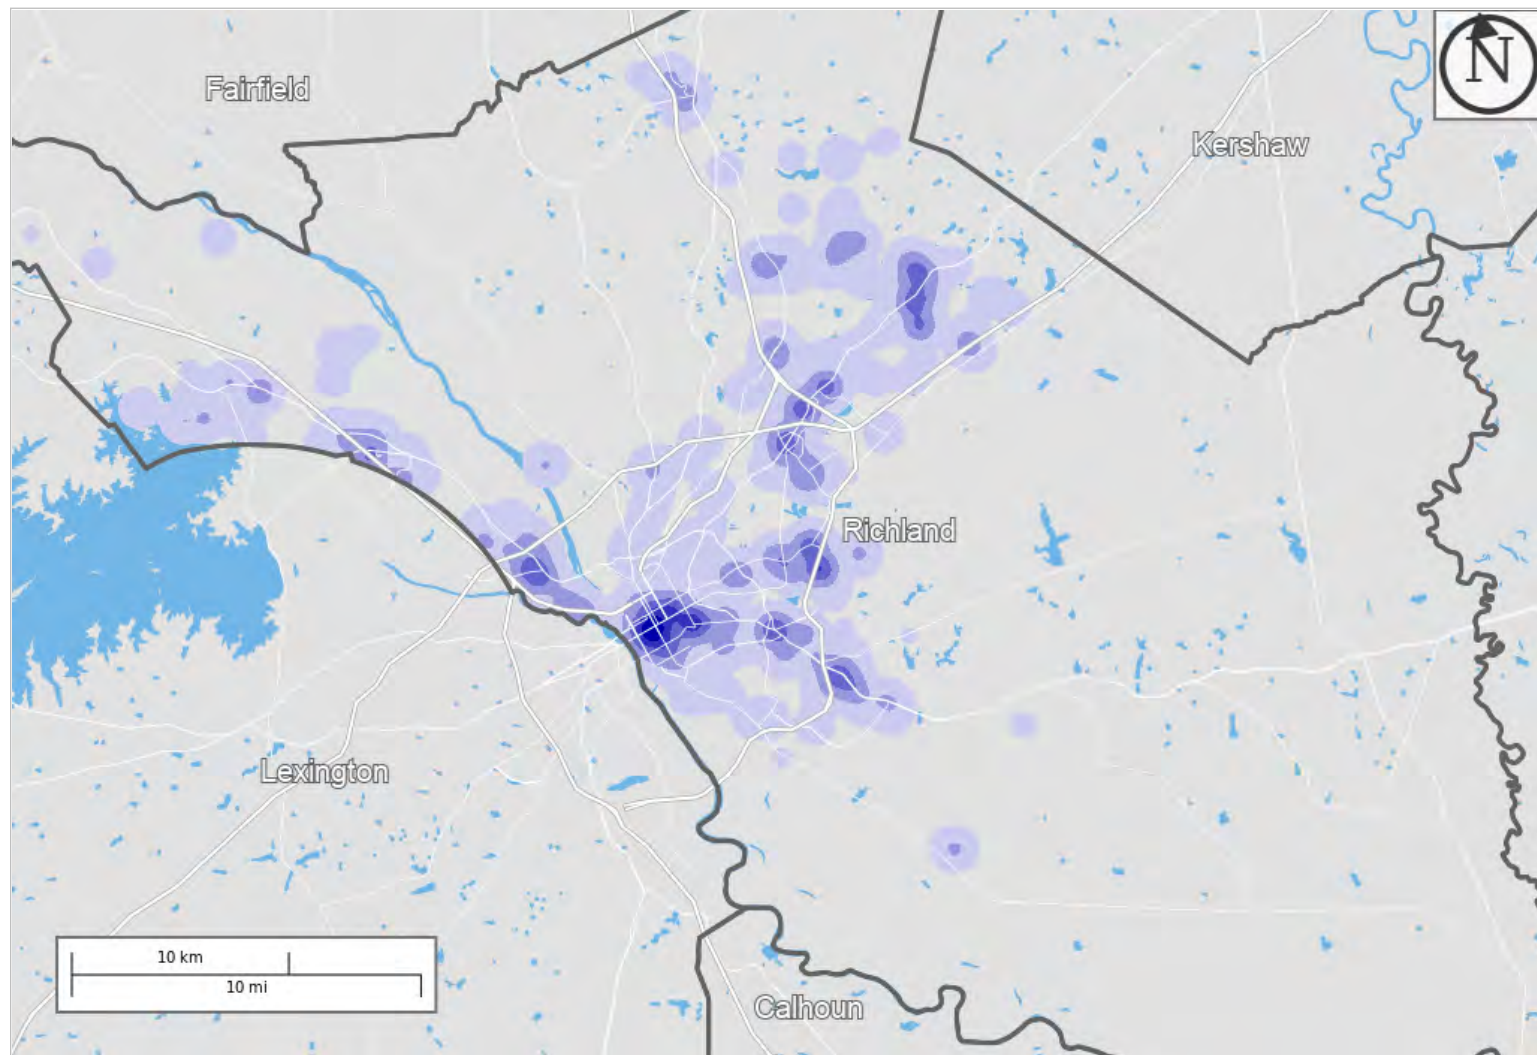 Fairfield
N
Kershaw
Richland
Lexington
10 km
10 mi
Calhoun